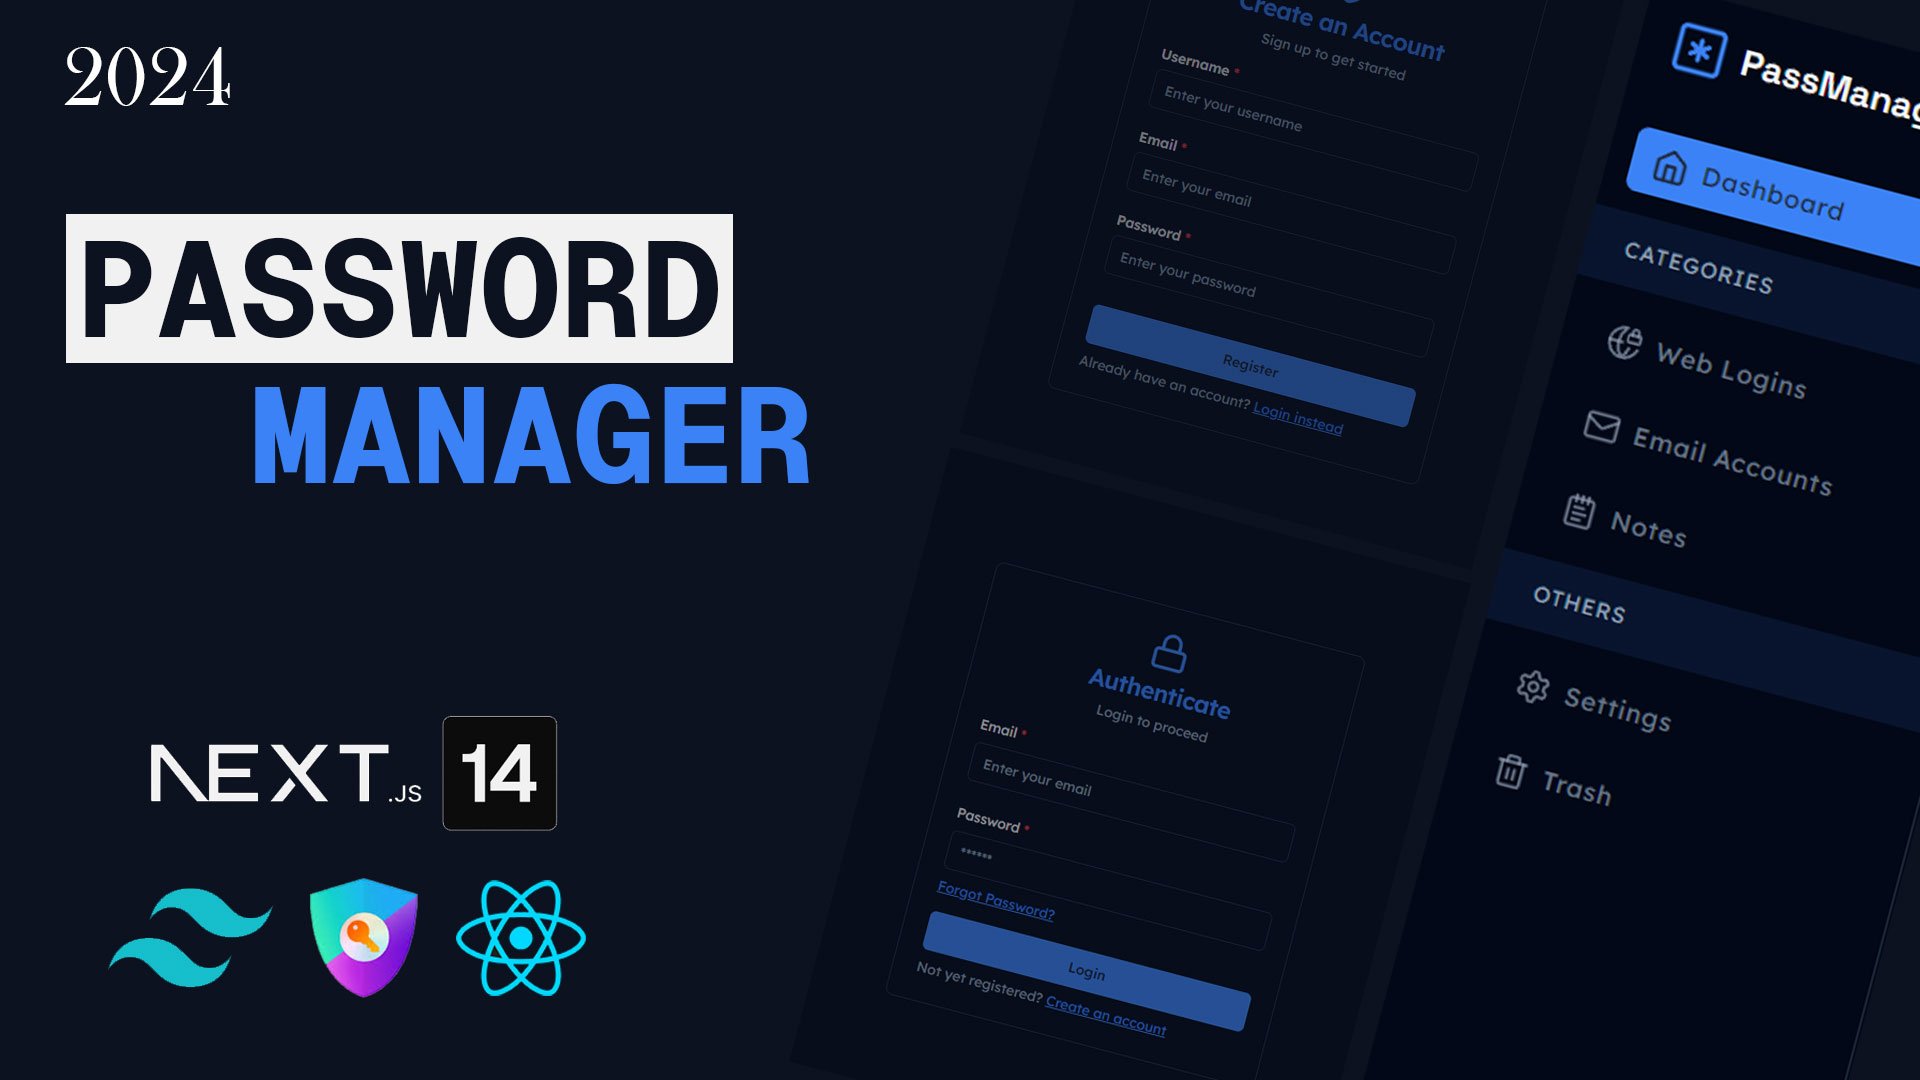 2024
PASSWORD
MANAGER
NEXT.JS 14
Create an Account
Sign up to get started
Username *
Enter your username
Email *
Enter your email
Password *
Enter your password
Register
Already have an account? Login instead
Authenticate
Login to proceed
Email *
Enter your email
Password *
******
Forgot Password?
Login
Not yet registered? Create an account
PassManag
Dashboard
CATEGORIES
Web Logins
Email Accounts
Notes
OTHERS
Settings
Trash